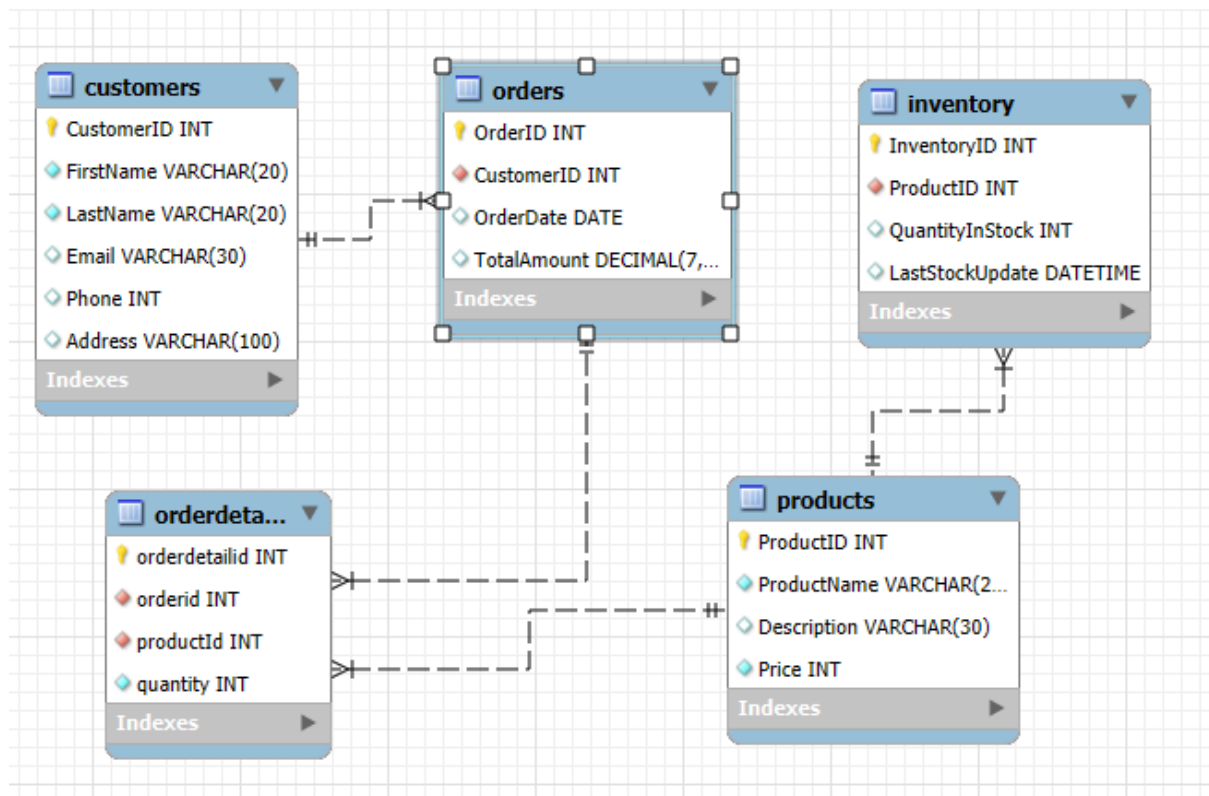 customers
CustomerID INT
FirstName VARCHAR(20)
LastName VARCHAR(20)
Email VARCHAR(30)
Phone INT
Address VARCHAR(100)
Indexes
orders
OrderID INT
CustomerID INT
OrderDate DATE
TotalAmount DECIMAL(7,...
Indexes
inventory
InventoryID INT
ProductID INT
QuantityInStock INT
LastStockUpdate DATETIME
Indexes
orderdeta...
orderdetailid INT
orderid INT
productId INT
quantity INT
Indexes
products
ProductID INT
ProductName VARCHAR(2...
Description VARCHAR(30)
Price INT
Indexes